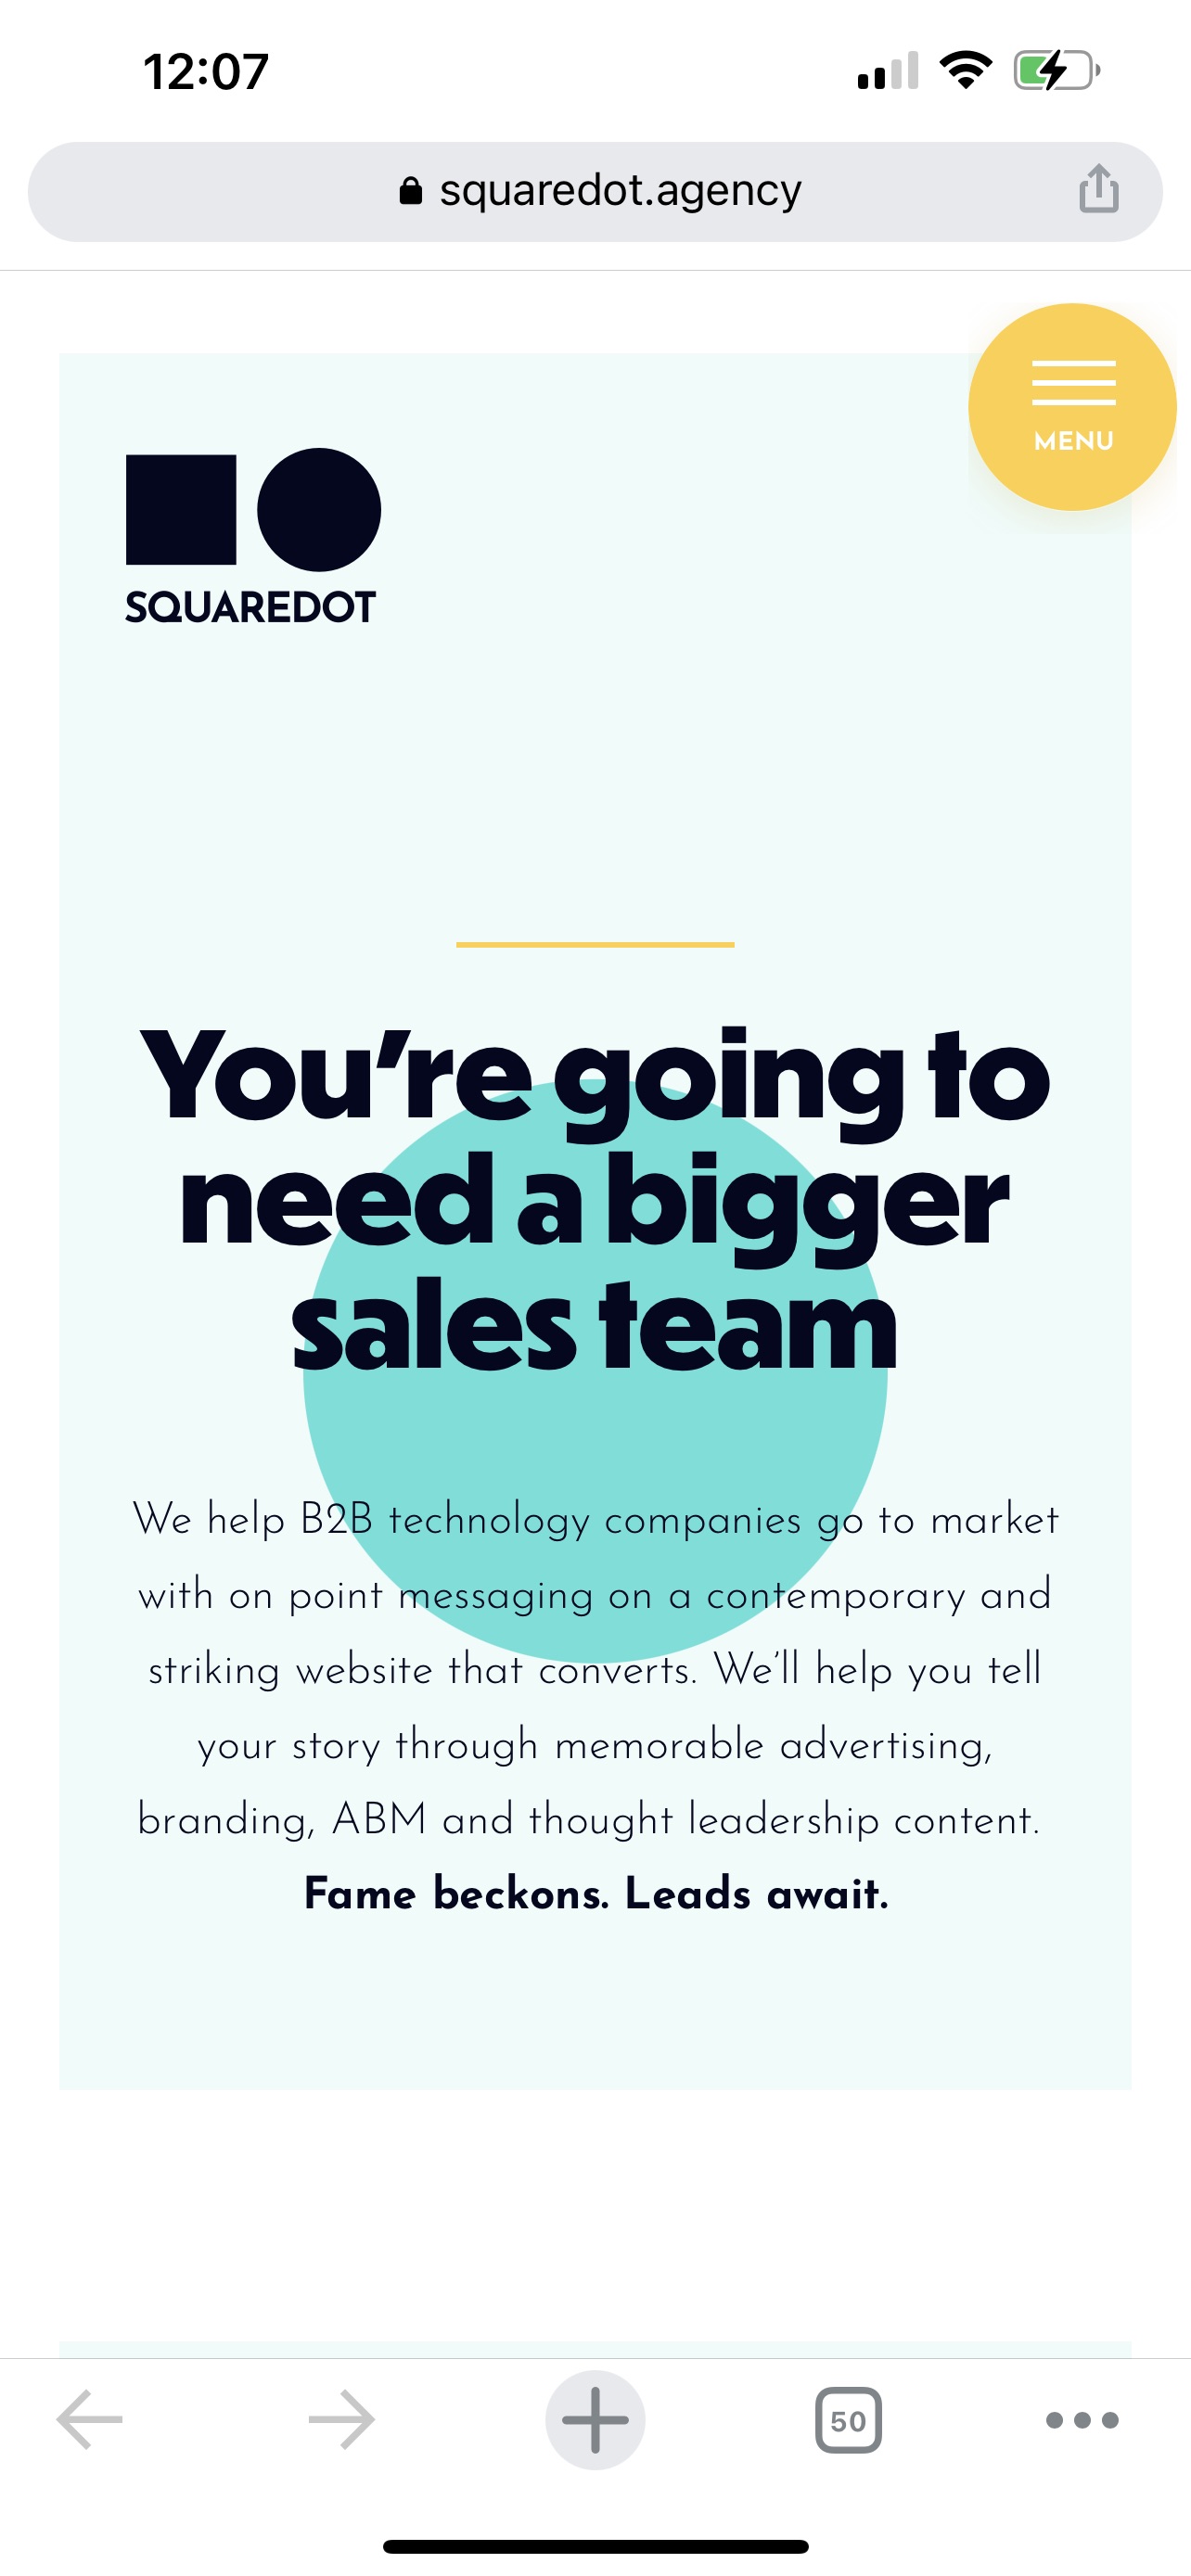 12:07
squaredot.agency
MENU
SQUAREDOT
You’re going to
need a bigger
sales team
We help B2B technology companies go to market
with on point messaging on a contemporary and
striking website that converts. We’ll help you tell
your story through memorable advertising,
branding, ABM and thought leadership content.
Fame beckons. Leads await.
50